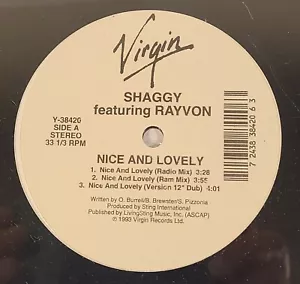 Virgin
SHAGGY
featuring RAYVON
Y-38420
SIDE A
STEREO
33 1/3 RPM
7 2438 38420 6 3
NICE AND LOVELY
1. Nice And Lovely (Radio Mix) 3:28
2. Nice And Lovely (Ram Mix) 3:55
3. Nice And Lovely (Version 12" Dub) 4:01
Written by O. Burrell/B. Brewster/S. Pizzonia
Produced by Sting International
Published by LivingSting Music, Inc. (ASCAP)
℗ 1993 Virgin Records Ltd.